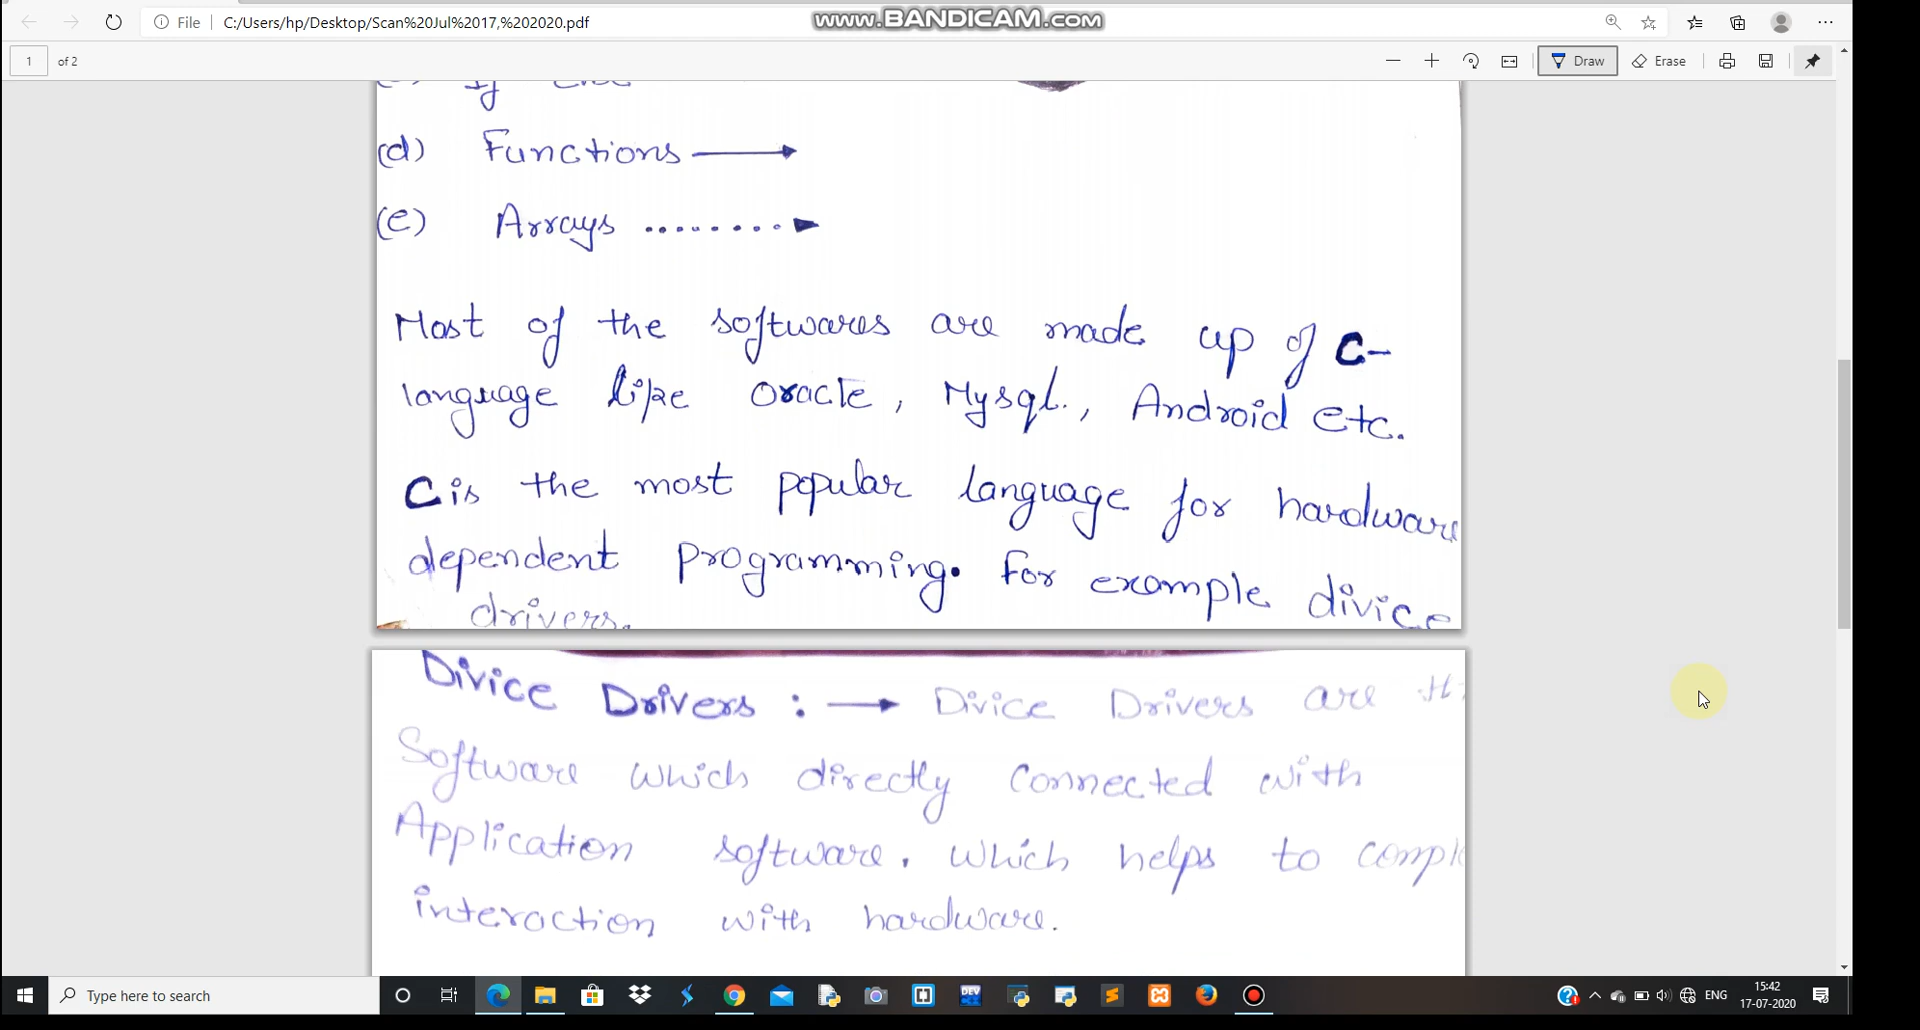 www.BANDICAM.com
File C:/Users/hp/Desktop/Scan%20Jul%2017,%202020.pdf
1 of 2
Draw
Erase
(d) Functions
(e) Arrays
Most of the softwares are made up of C-
language like Oracle, Mysql., Android etc.
C is the most popular language for hardware
dependent programming. For example divice
drivers.
Divice Drivers : Divice Drivers are
Software which directly connected with
Application software. which helps to
interaction with hardware.
Type here to search
DEV
ENG
15:42
17-07-2020